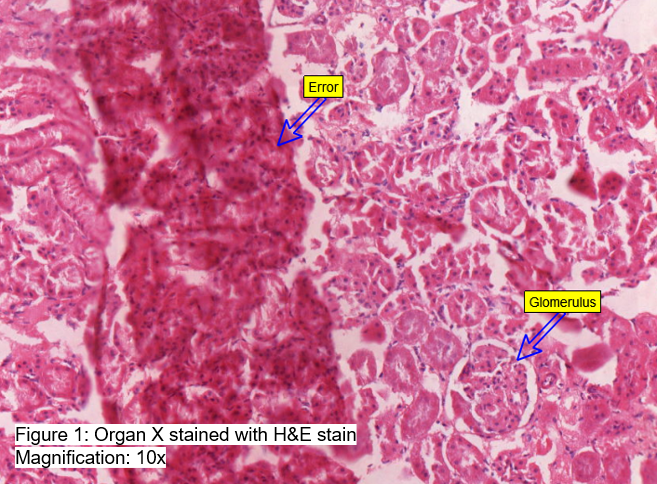 Error
Glomerulus
Figure 1: Organ X stained with H&E stain
Magnification: 10x